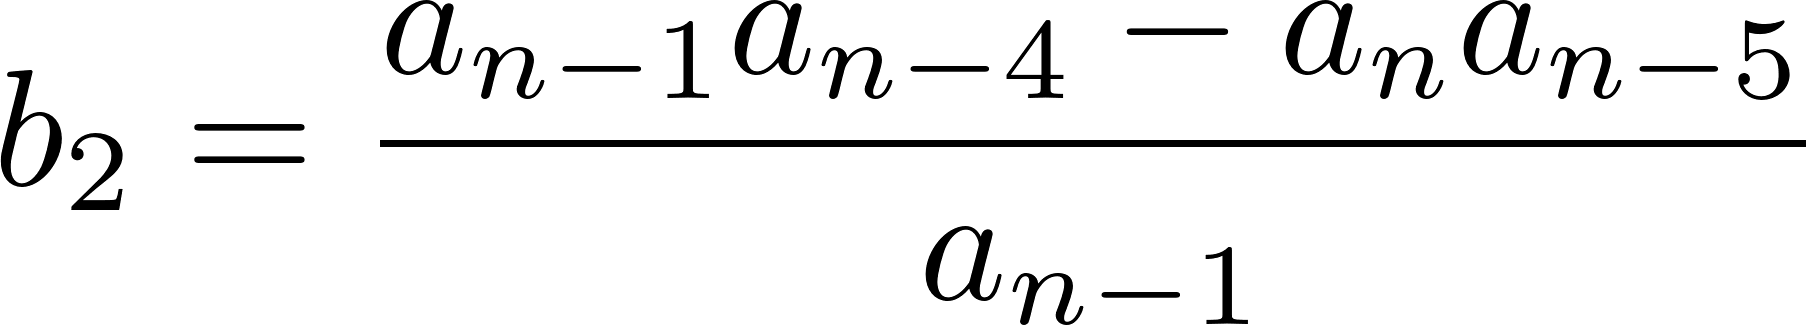 b_2 = \frac{a_{n-1}a_{n-4} - a_n a_{n-5}}{a_{n-1}}